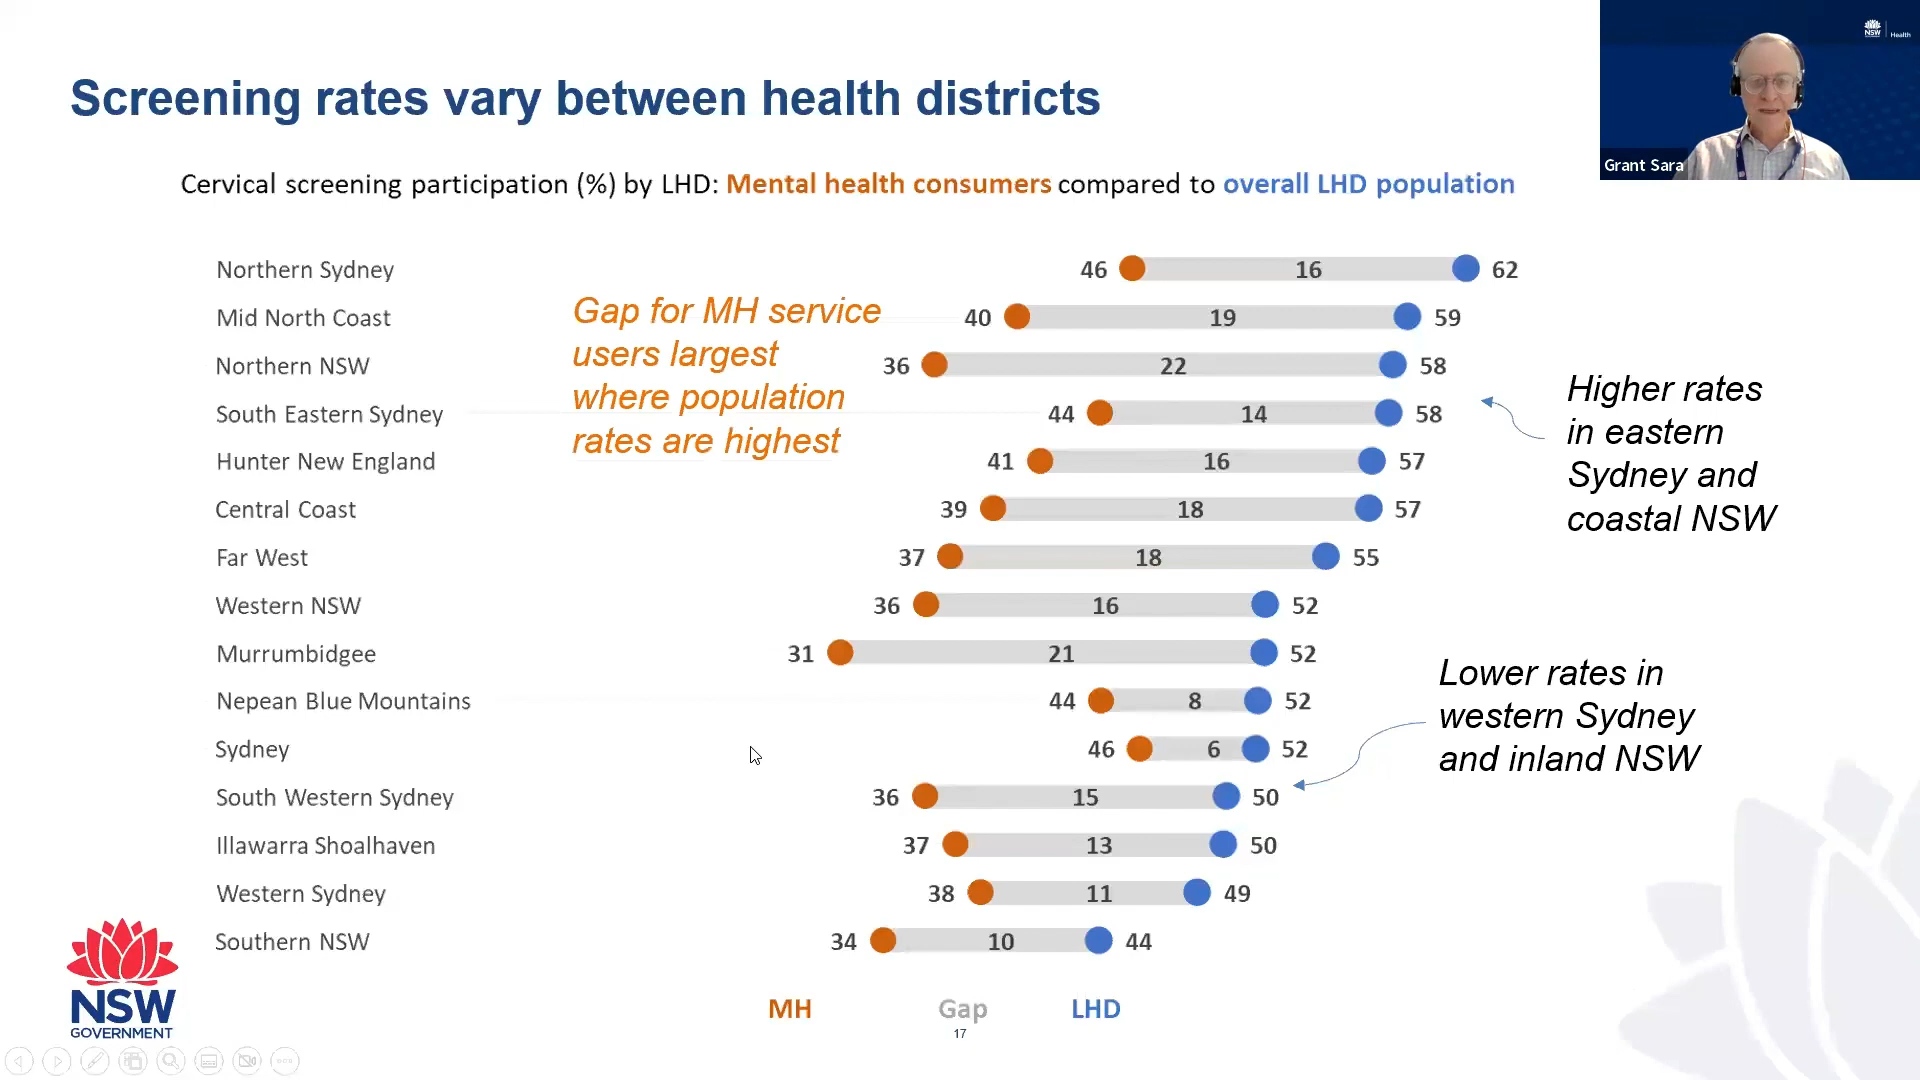 NSW
Health
Grant Sara
Screening rates vary between health districts
Cervical screening participation (%) by LHD: Mental health consumers compared to overall LHD population
Northern Sydney 46 16 62
Mid North Coast 40 19 59
Northern NSW 36 22 58
South Eastern Sydney 44 14 58
Hunter New England 41 16 57
Central Coast 39 18 57
Far West 37 18 55
Western NSW 36 16 52
Murrumbidgee 31 21 52
Nepean Blue Mountains 44 8 52
Sydney 46 6 52
South Western Sydney 36 15 50
Illawarra Shoalhaven 37 13 50
Western Sydney 38 11 49
Southern NSW 34 10 44
Gap for MH service
users largest
where population
rates are highest
Higher rates
in eastern
Sydney and
coastal NSW
Lower rates in
western Sydney
and inland NSW
MH Gap LHD
17
NSW
GOVERNMENT